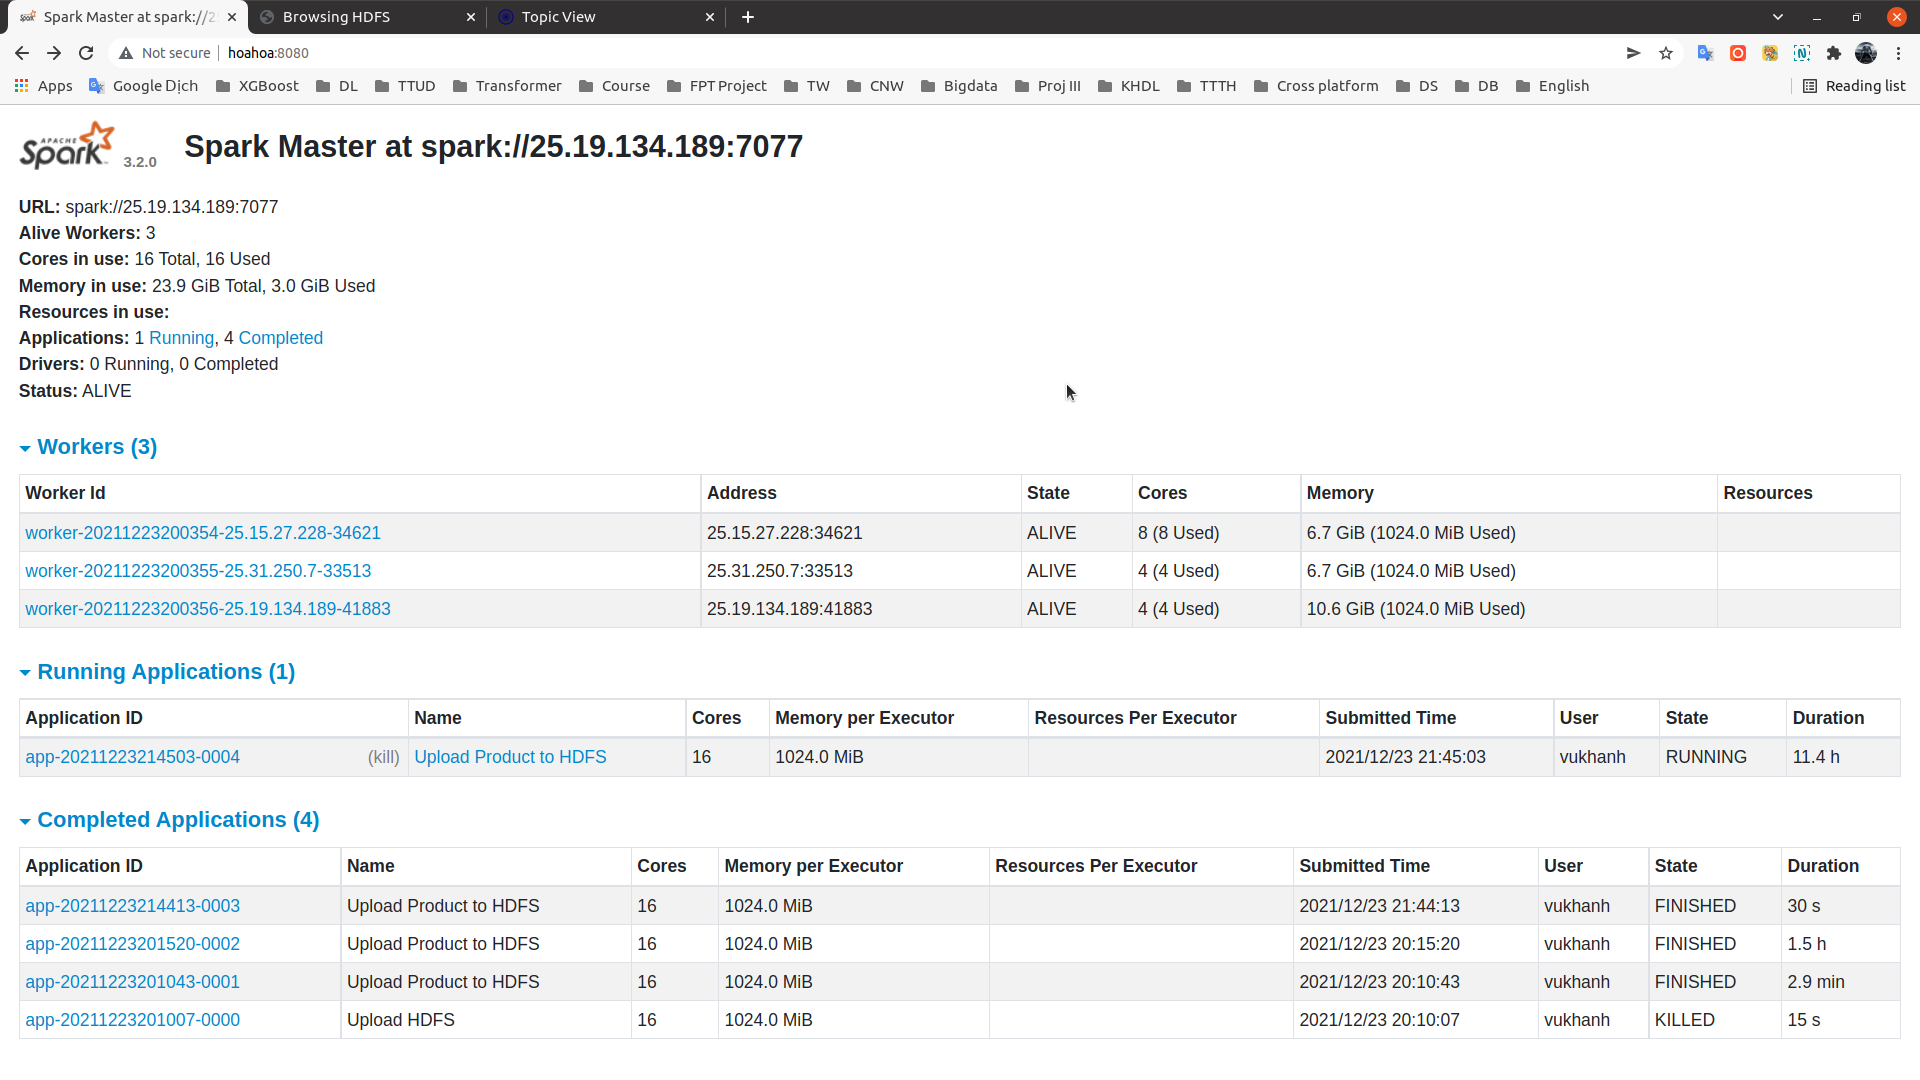 Spark Master at spark://2
Browsing HDFS
Topic View
Not secure hoahoa:8080
Apps Google Dịch XGBoost DL TTUD Transformer Course FPT Project TW CNW Bigdata Proj III KHDL TTTH Cross platform DS DB English Reading list
APACHE Spark 3.2.0 Spark Master at spark://25.19.134.189:7077
URL: spark://25.19.134.189:7077
Alive Workers: 3
Cores in use: 16 Total, 16 Used
Memory in use: 23.9 GiB Total, 3.0 GiB Used
Resources in use:
Applications: 1 Running, 4 Completed
Drivers: 0 Running, 0 Completed
Status: ALIVE
Workers (3)
Worker Id Address State Cores Memory Resources
worker-20211223200354-25.15.27.228-34621 25.15.27.228:34621 ALIVE 8 (8 Used) 6.7 GiB (1024.0 MiB Used)
worker-20211223200355-25.31.250.7-33513 25.31.250.7:33513 ALIVE 4 (4 Used) 6.7 GiB (1024.0 MiB Used)
worker-20211223200356-25.19.134.189-41883 25.19.134.189:41883 ALIVE 4 (4 Used) 10.6 GiB (1024.0 MiB Used)
Running Applications (1)
Application ID Name Cores Memory per Executor Resources Per Executor Submitted Time User State Duration
app-20211223214503-0004 (kill) Upload Product to HDFS 16 1024.0 MiB 2021/12/23 21:45:03 vukhanh RUNNING 11.4 h
Completed Applications (4)
Application ID Name Cores Memory per Executor Resources Per Executor Submitted Time User State Duration
app-20211223214413-0003 Upload Product to HDFS 16 1024.0 MiB 2021/12/23 21:44:13 vukhanh FINISHED 30 s
app-20211223201520-0002 Upload Product to HDFS 16 1024.0 MiB 2021/12/23 20:15:20 vukhanh FINISHED 1.5 h
app-20211223201043-0001 Upload Product to HDFS 16 1024.0 MiB 2021/12/23 20:10:43 vukhanh FINISHED 2.9 min
app-20211223201007-0000 Upload HDFS 16 1024.0 MiB 2021/12/23 20:10:07 vukhanh KILLED 15 s